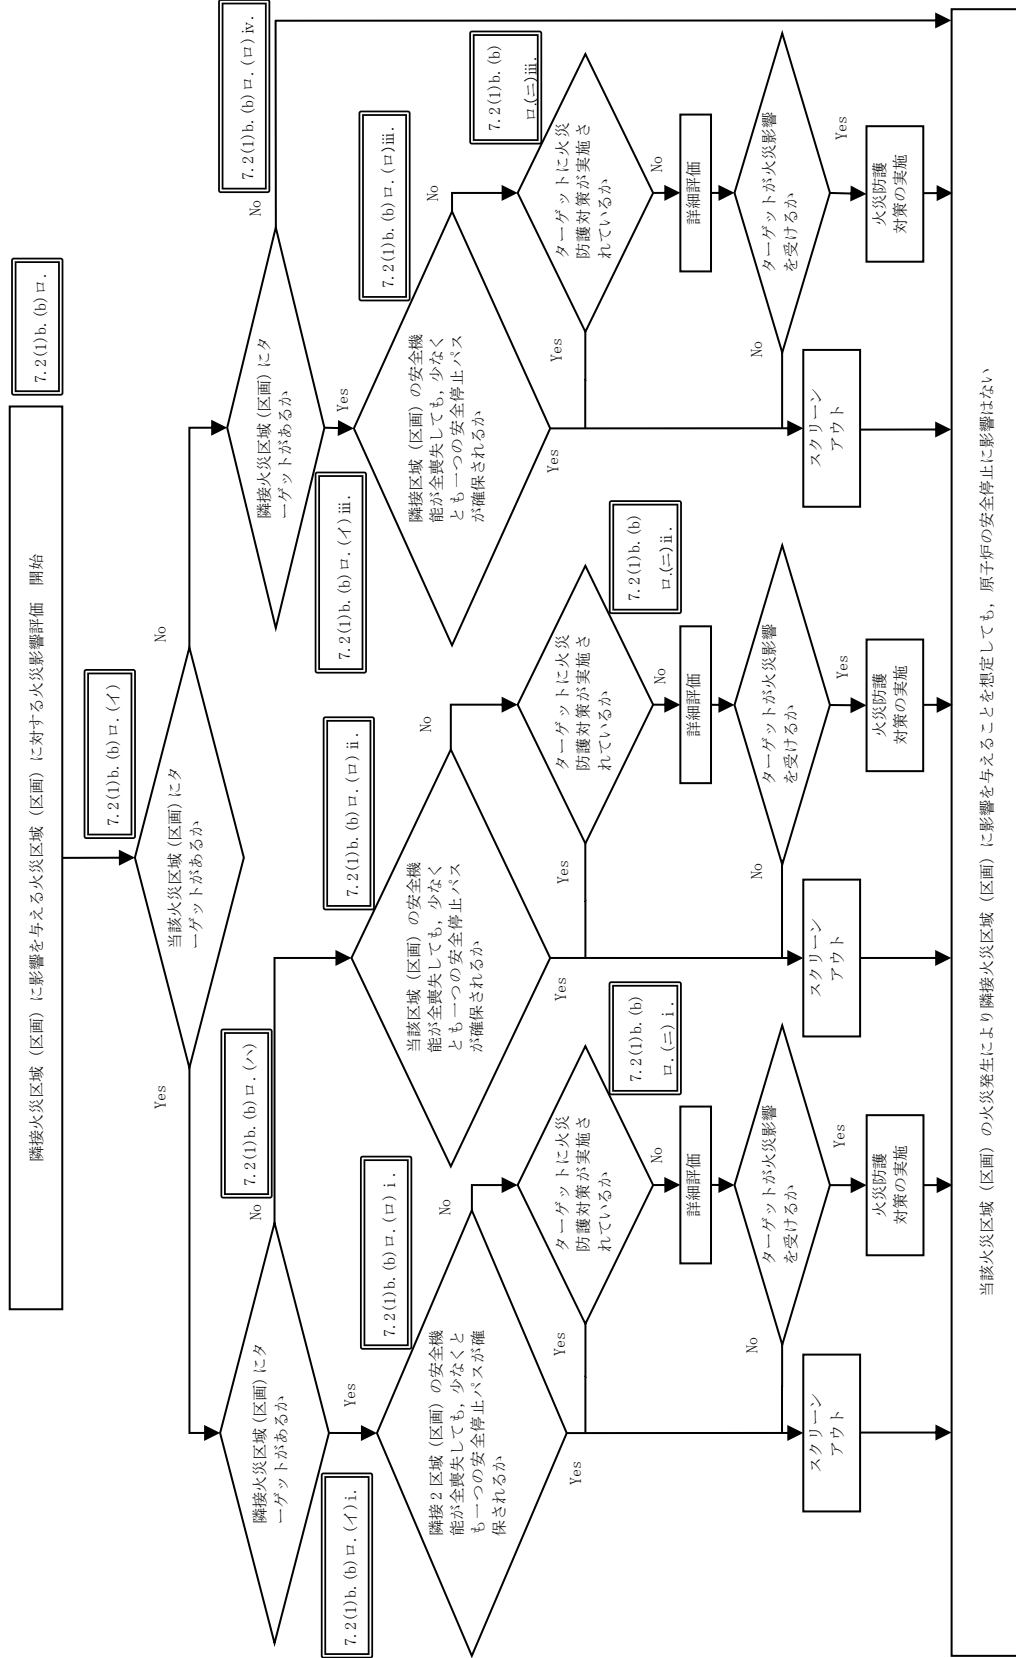 隣接火災区域（区画）に影響を与える火災区域（区画）に対する火災影響評価　開始
7.2(1)b.(b)ロ.
7.2(1)b.(b)ロ.(イ)
当該火災区域(区画)にタ
ーゲットがあるか
Yes
No
7.2(1)b.(b)ロ.(ハ)
隣接火災区域(区画)にタ
ーゲットがあるか
No
Yes
7.2(1)b.(b)ロ.(イ)ⅰ.
7.2(1)b.(b)ロ.(ロ)ⅰ.
隣接２区域（区画）の安全機
能が全喪失しても，少なくと
も一つの安全停止パスが確
保されるか
No
Yes
ターゲットに火災
防護対策が実施さ
れているか
7.2(1)b.(b)
ロ.(ニ)ⅰ.
Yes
No
詳細評価
ターゲットが火災影響
を受けるか
No
Yes
スクリーン
アウト
火災防護
対策の実施
7.2(1)b.(b)ロ.(ロ)ⅱ.
当該区域（区画）の安全機
能が全喪失しても，少なく
とも一つの安全停止パス
が確保されるか
No
Yes
ターゲットに火災
防護対策が実施さ
れているか
7.2(1)b.(b)
ロ.(ニ)ⅱ.
Yes
No
詳細評価
ターゲットが火災影響
を受けるか
No
Yes
スクリーン
アウト
火災防護
対策の実施
隣接火災区域(区画)にタ
ーゲットがあるか
No
7.2(1)b.(b)ロ.(ロ)ⅳ.
Yes
7.2(1)b.(b)ロ.(イ)ⅲ.
7.2(1)b.(b)ロ.(ロ)ⅲ.
隣接区域（区画）の安全機
能が全喪失しても，少なく
とも一つの安全停止パス
が確保されるか
No
Yes
ターゲットに火災
防護対策が実施さ
れているか
7.2(1)b.(b)
ロ.(ニ)ⅲ.
Yes
No
詳細評価
ターゲットが火災影響
を受けるか
No
Yes
スクリーン
アウト
火災防護
対策の実施
当該火災区域（区画）の火災発生により隣接火災区域（区画）に影響を与えることを想定しても，原子炉の安全停止に影響はない